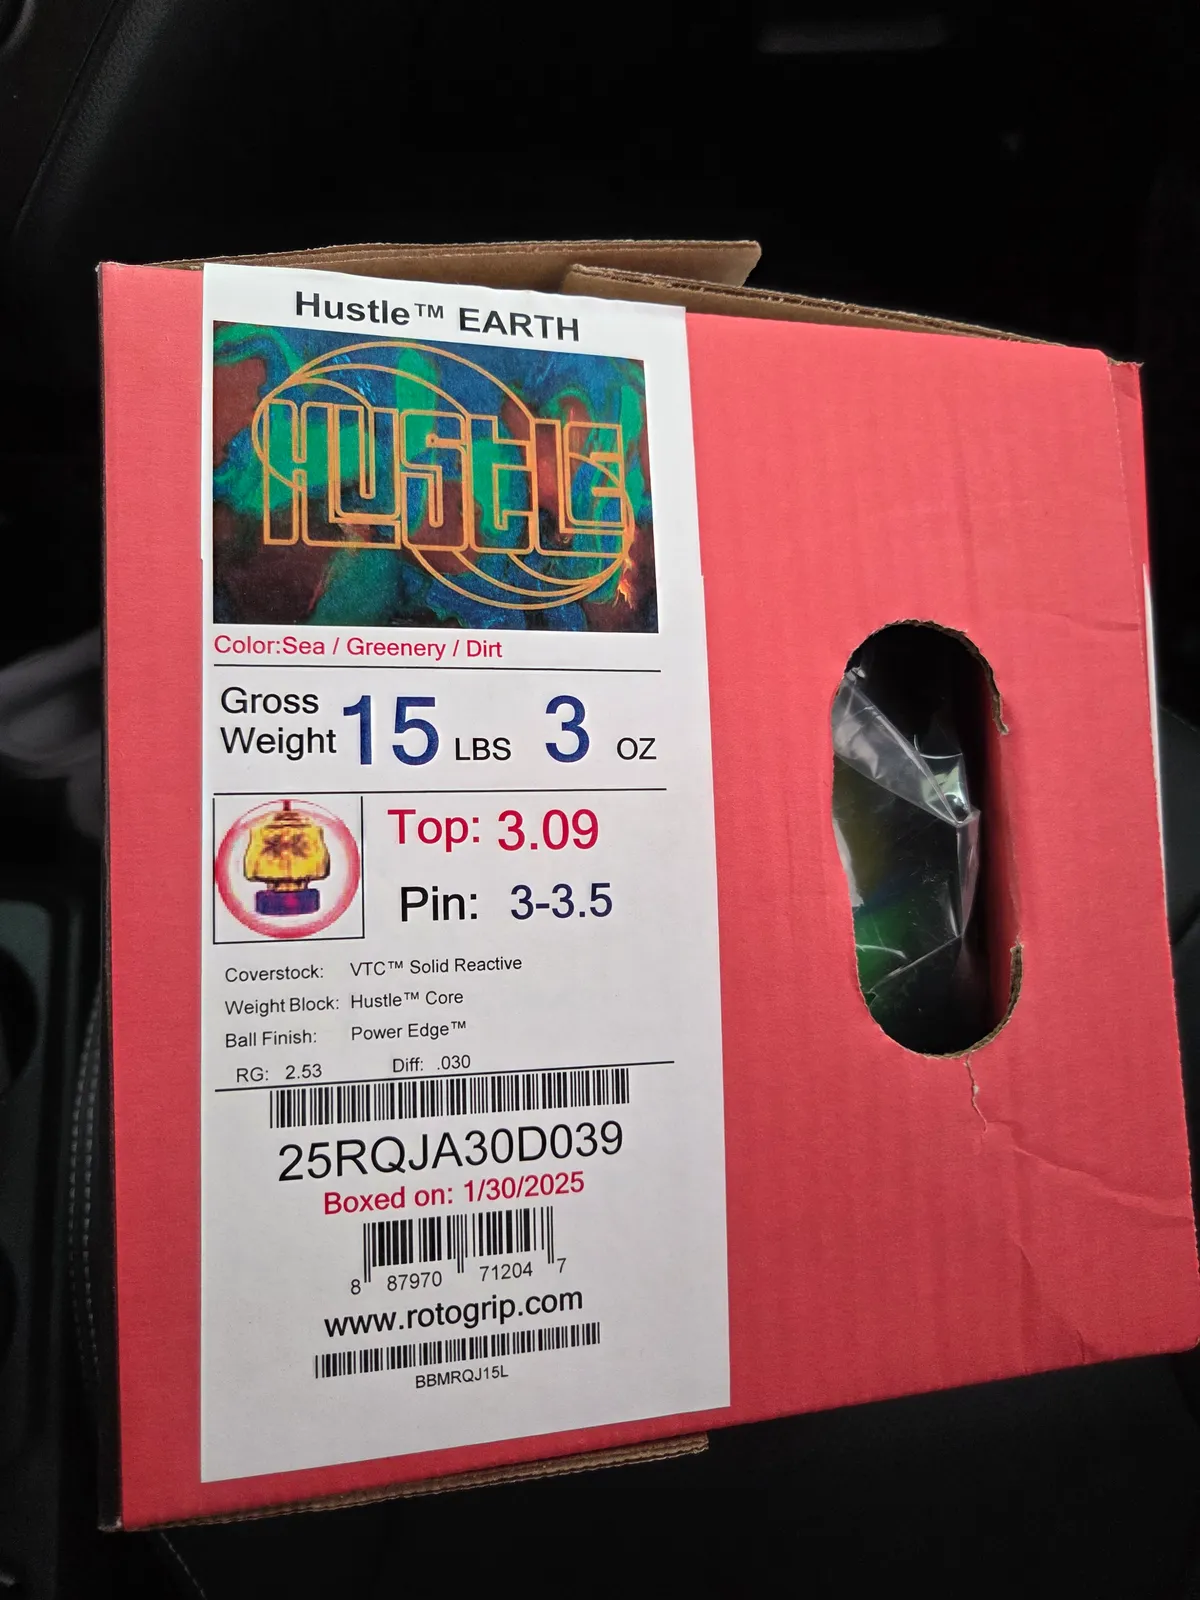 Hustle™ EARTH
HUStLE
Color:Sea / Greenery / Dirt
Gross Weight 15 LBS 3 OZ
Top: 3.09
Pin: 3-3.5
Coverstock: VTC™ Solid Reactive
Weight Block: Hustle™ Core
Ball Finish: Power Edge™
RG: 2.53 Diff: .030
25RQJA30D039
Boxed on: 1/30/2025
8 87970 71204 7
www.rotogrip.com
BBMRQJ15L